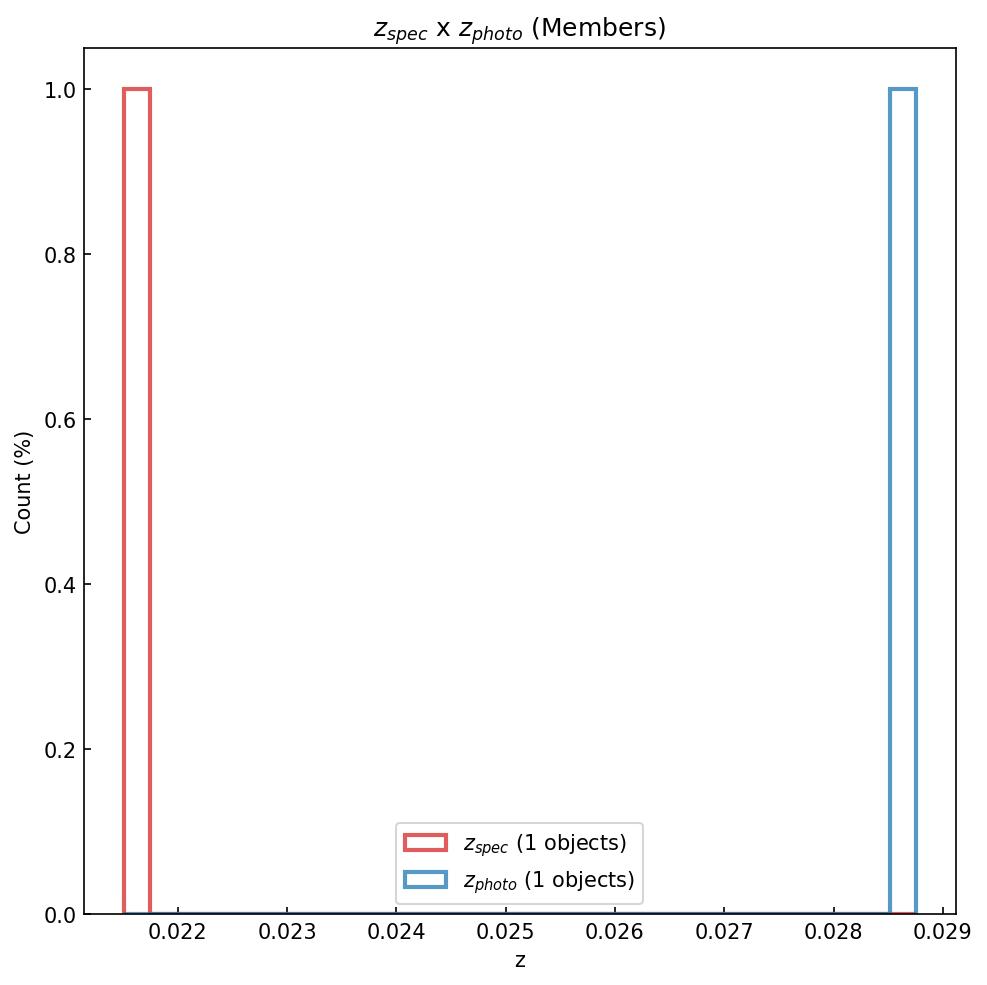 z_spec x z_photo (Members)
Count (%)
1.0
0.8
0.6
0.4
0.2
0.0
z_spec (1 objects)
z_photo (1 objects)
0.022 0.023 0.024 0.025 0.026 0.027 0.028 0.029
z